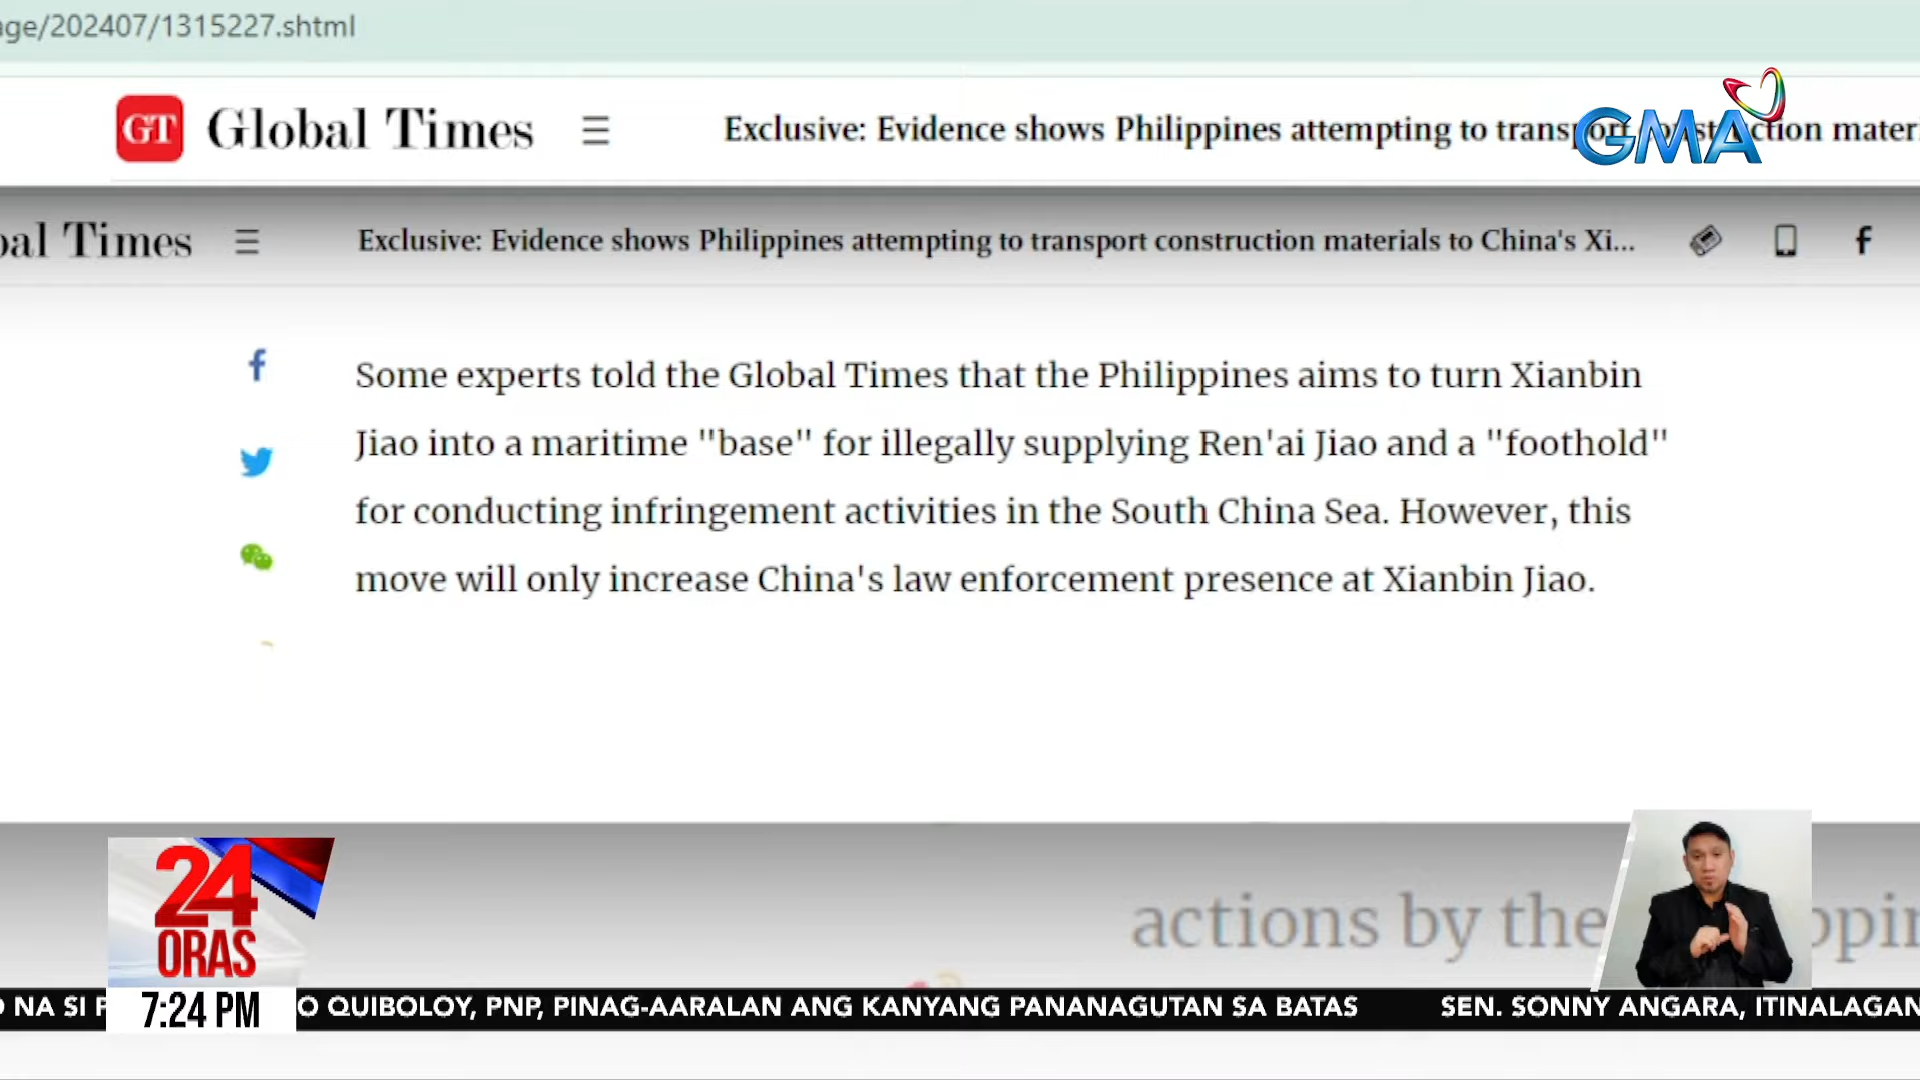 age/202407/1315227.shtml
GT Global Times Exclusive: Evidence shows Philippines attempting to transport construction mater
GMA
bal Times Exclusive: Evidence shows Philippines attempting to transport construction materials to China's Xi...
Some experts told the Global Times that the Philippines aims to turn Xianbin
Jiao into a maritime "base" for illegally supplying Ren'ai Jiao and a "foothold"
for conducting infringement activities in the South China Sea. However, this
move will only increase China's law enforcement presence at Xianbin Jiao.
actions by the
24
ORAS
7:24 PM
NA SI QUIBOLOY, PNP, PINAG-AARALAN ANG KANYANG PANANAGUTAN SA BATAS SEN. SONNY ANGARA, ITINALAGAN